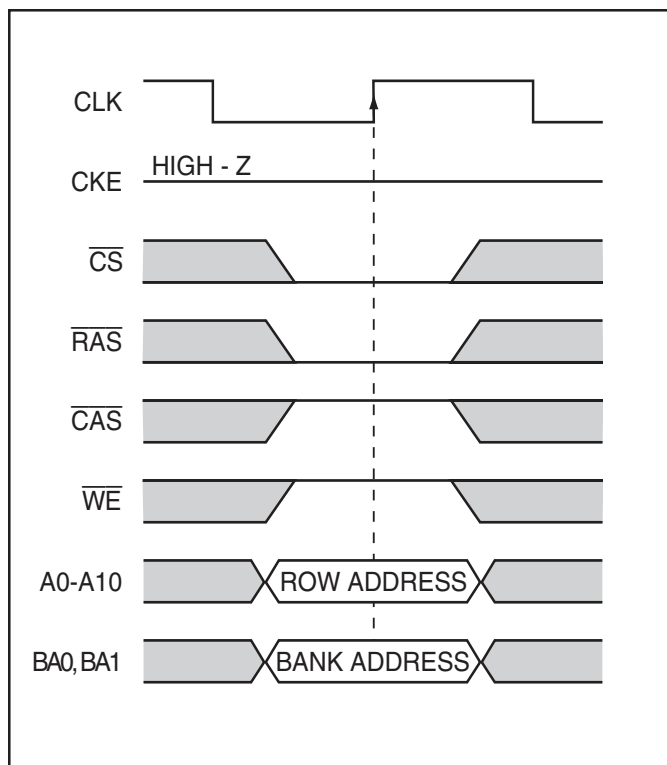 CLK
HIGH - Z
CKE
CS
RAS
CAS
WE
A0-A10 ROW ADDRESS
BA0, BA1 BANK ADDRESS